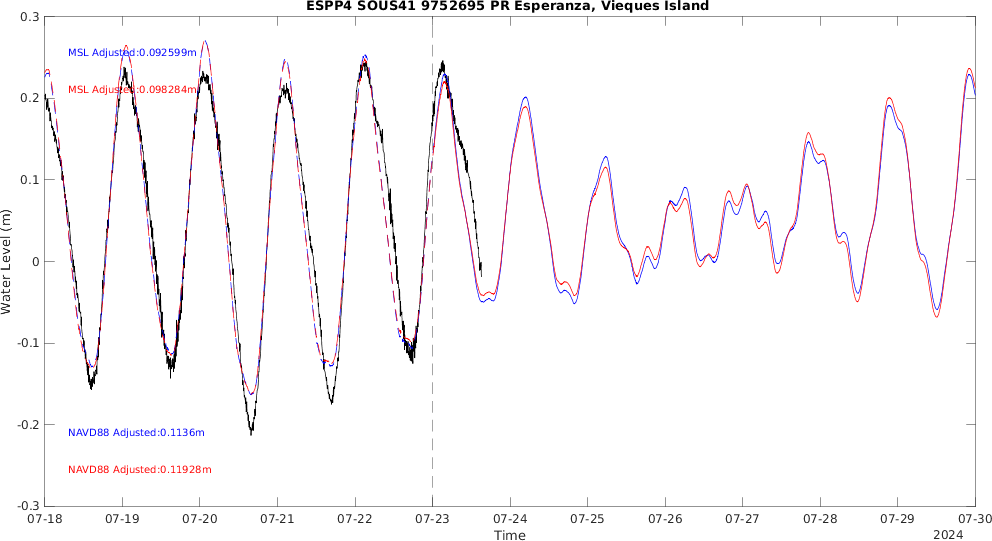 ESPP4 SOUS41 9752695 PR Esperanza, Vieques Island
0.3
MSL Adjusted:0.092599m
MSL Adjusted:0.098284m
0.2
0.1
0
-0.1
-0.2
-0.3
Water Level (m)
NAVD88 Adjusted:0.1136m
NAVD88 Adjusted:0.11928m
07-18 07-19 07-20 07-21 07-22 07-23 07-24 07-25 07-26 07-27 07-28 07-29 07-30
Time
2024